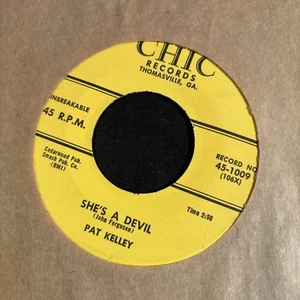 CHIC
RECORDS
THOMASVILLE, GA.
UNBREAKABLE
45 R.P.M.
RECORD NO
45-1009
(106X)
Cedarwood Pub.
Smash Pub. Co.
(BMI)
Time 2:50
SHE'S A DEVIL
(John Ferguson)
PAT KELLEY